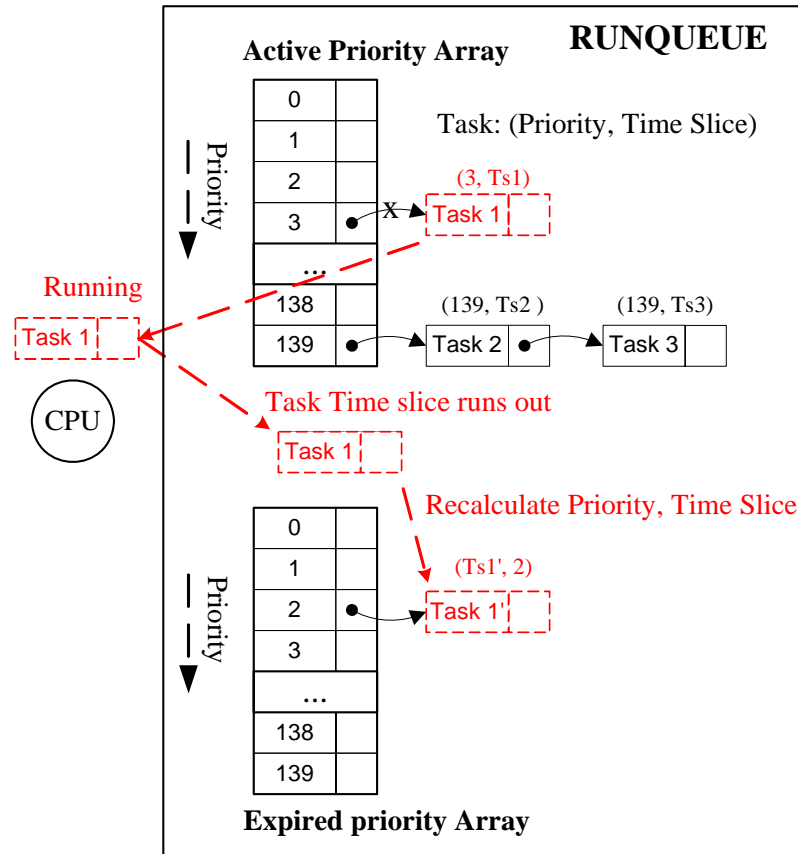 RUNQUEUE
Active Priority Array
0
1
2
3
...
138
139
Priority
Task: (Priority, Time Slice)
(3, Ts1)
x
Task 1
Running
Task 1
CPU
(139, Ts2 )
(139, Ts3)
Task 2
Task 3
Task Time slice runs out
Task 1
Recalculate Priority, Time Slice
0
1
2
3
...
138
139
Priority
(Ts1', 2)
Task 1'
Expired priority Array